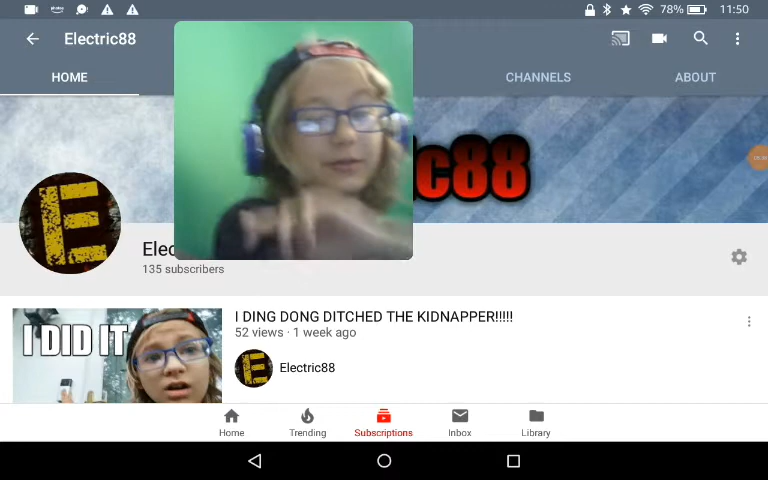 78% 11:50
Electric88
HOME CHANNELS ABOUT
c88
E
Elec
135 subscribers
I DID IT
I DING DONG DITCHED THE KIDNAPPER!!!!!
52 views · 1 week ago
E Electric88
Home Trending Subscriptions Inbox Library